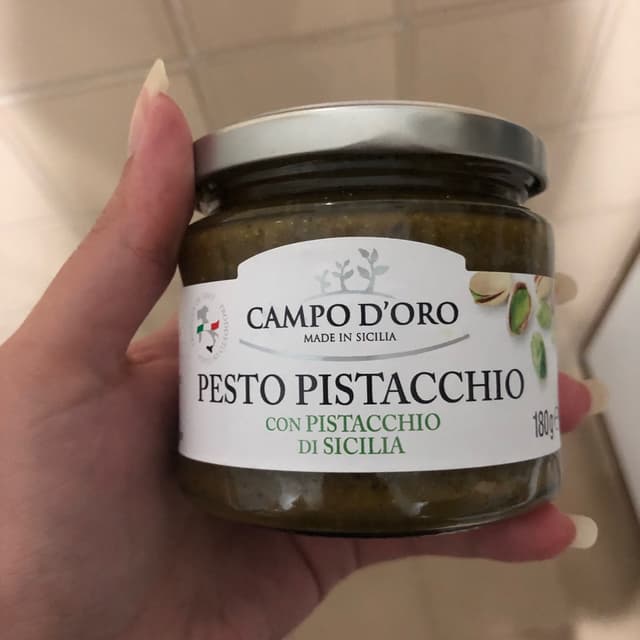 CAMPO D'ORO
MADE IN SICILIA
PESTO PISTACCHIO
CON PISTACCHIO
DI SICILIA
180g